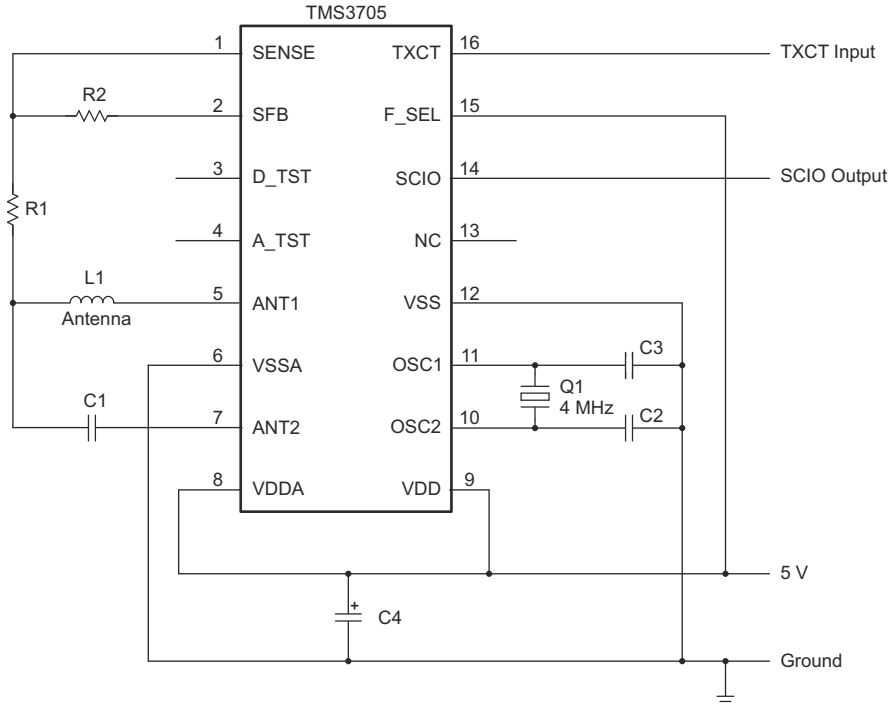 TMS3705
1 SENSE TXCT 16 TXCT Input
R2
2 SFB F_SEL 15
3 D_TST SCIO 14 SCIO Output
R1
4 A_TST NC 13
L1
Antenna
5 ANT1 VSS 12
6 VSSA OSC1 11 C3
Q1
4 MHz
C1
7 ANT2 OSC2 10 C2
8 VDDA VDD 9
5 V
+
C4
Ground